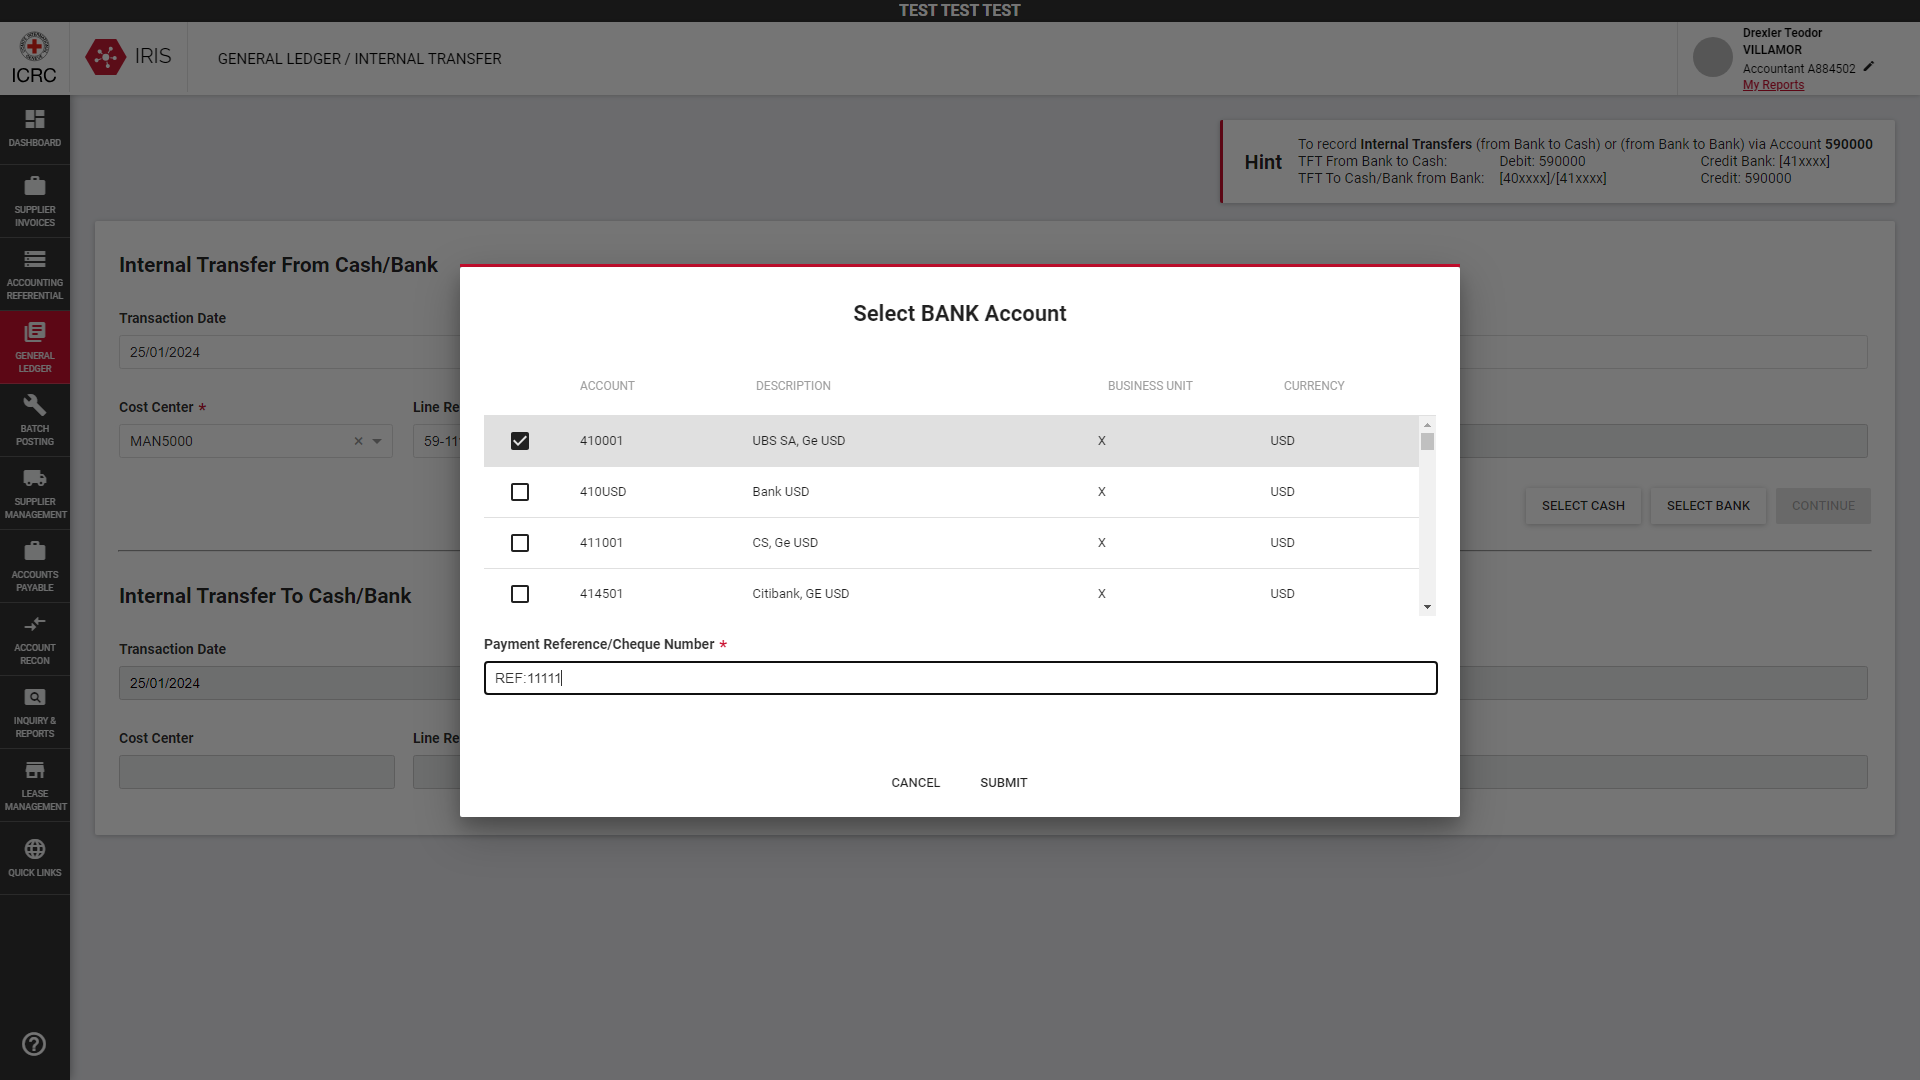 TEST TEST TEST
ICRC
IRIS
GENERAL LEDGER / INTERNAL TRANSFER
Drexler Teodor
VILLAMOR
Accountant A884502
My Reports
DASHBOARD
SUPPLIER
INVOICES
ACCOUNTING
REFERENTIAL
GENERAL
LEDGER
BATCH
POSTING
SUPPLIER
MANAGEMENT
ACCOUNTS
PAYABLE
ACCOUNT
RECON
INQUIRY &
REPORTS
LEASE
MANAGEMENT
QUICK LINKS
Hint
To record Internal Transfers (from Bank to Cash) or (from Bank to Bank) via Account 590000
TFT From Bank to Cash: Debit: 590000 Credit Bank: [41xxxx]
TFT To Cash/Bank from Bank: [40xxxx]/[41xxxx] Credit: 590000
Internal Transfer From Cash/Bank
Transaction Date
25/01/2024
Cost Center *
Line Re
MAN5000
59-11
SELECT CASH
SELECT BANK
CONTINUE
Internal Transfer To Cash/Bank
Transaction Date
25/01/2024
Cost Center
Line Re
Select BANK Account
ACCOUNT DESCRIPTION BUSINESS UNIT CURRENCY
410001 UBS SA, Ge USD X USD
410USD Bank USD X USD
411001 CS, Ge USD X USD
414501 Citibank, GE USD X USD
Payment Reference/Cheque Number *
REF:11111
CANCEL
SUBMIT